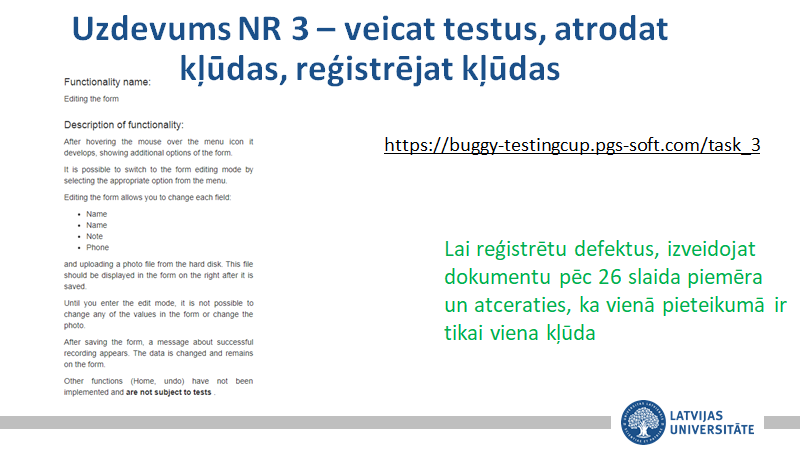 Uzdevums NR 3 – veicat testus, atrodat
kļūdas, reģistrējat kļūdas
Functionality name:
Editing the form
Description of functionality:
After hovering the mouse over the menu icon it
develops, showing additional options of the form.
It is possible to switch to the form editing mode by
selecting the appropriate option from the menu.
Editing the form allows you to change each field:
• Name
• Name
• Note
• Phone
and uploading a photo file from the hard disk. This file
should be displayed in the form on the right after it is
saved.
Until you enter the edit mode, it is not possible to
change any of the values in the form or change the
photo.
After saving the form, a message about successful
recording appears. The data is changed and remains
on the form.
Other functions (Home, undo) have not been
implemented and are not subject to tests .
https://buggy-testingcup.pgs-soft.com/task_3
Lai reģistrētu defektus, izveidojat
dokumentu pēc 26 slaida piemēra
un atceraties, ka vienā pieteikumā ir
tikai viena kļūda
LATVIJAS
UNIVERSITĀTE